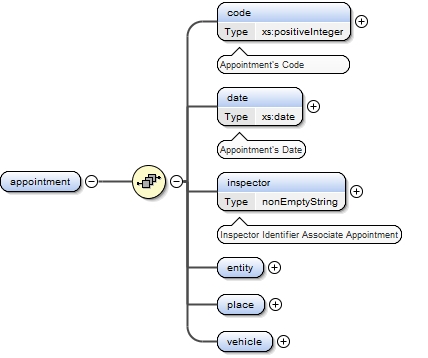 code
Type xs:positiveInteger
Appointment's Code
date
Type xs:date
Appointment's Date
appointment
inspector
Type nonEmptyString
Inspector Identifier Associate Appointment
entity
place
vehicle